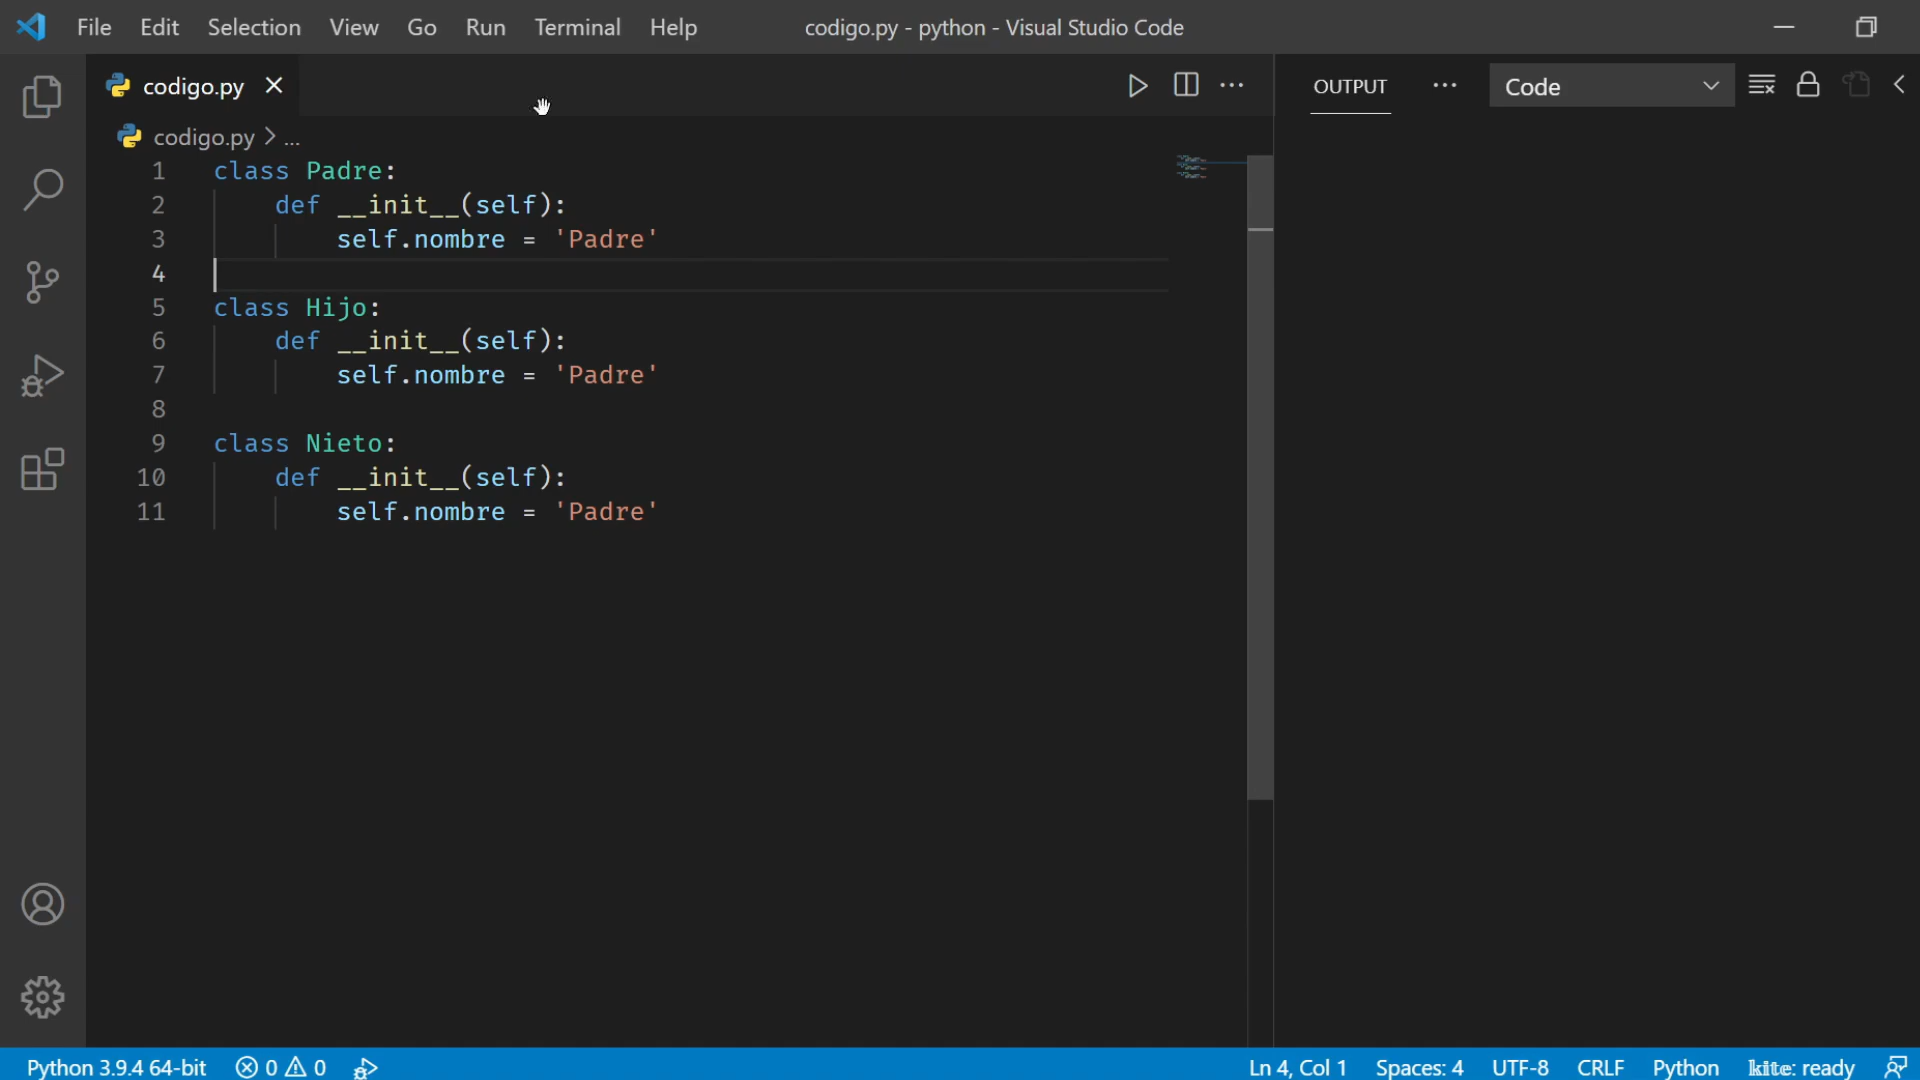 File Edit Selection View Go Run Terminal Help codigo.py - python - Visual Studio Code
codigo.py
OUTPUT ··· Code
codigo.py > ...
1 class Padre:
2     def __init__(self):
3         self.nombre = 'Padre'
4
5 class Hijo:
6     def __init__(self):
7         self.nombre = 'Padre'
8
9 class Nieto:
10     def __init__(self):
11         self.nombre = 'Padre'
Python 3.9.4 64-bit 0 0 Ln 4, Col 1 Spaces: 4 UTF-8 CRLF Python kite: ready